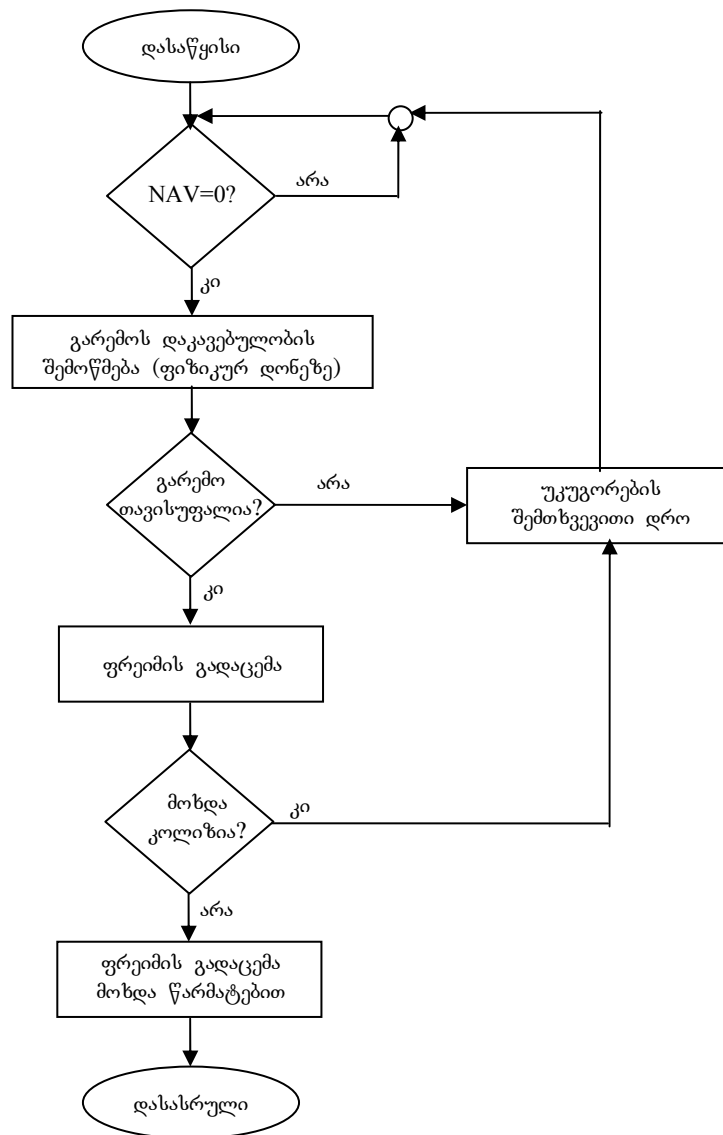 დასაწყისი
NAV=0?
არა
კი
გარემოს დაკავებულობის
შემოწმება (ფიზიკურ დონეზე)
გარემო
თავისუფალია?
არა
უკუგორების
შემთხვევითი დრო
კი
ფრეიმის გადაცემა
მოხდა
კოლიზია?
კი
არა
ფრეიმის გადაცემა
მოხდა წარმატებით
დასასრული